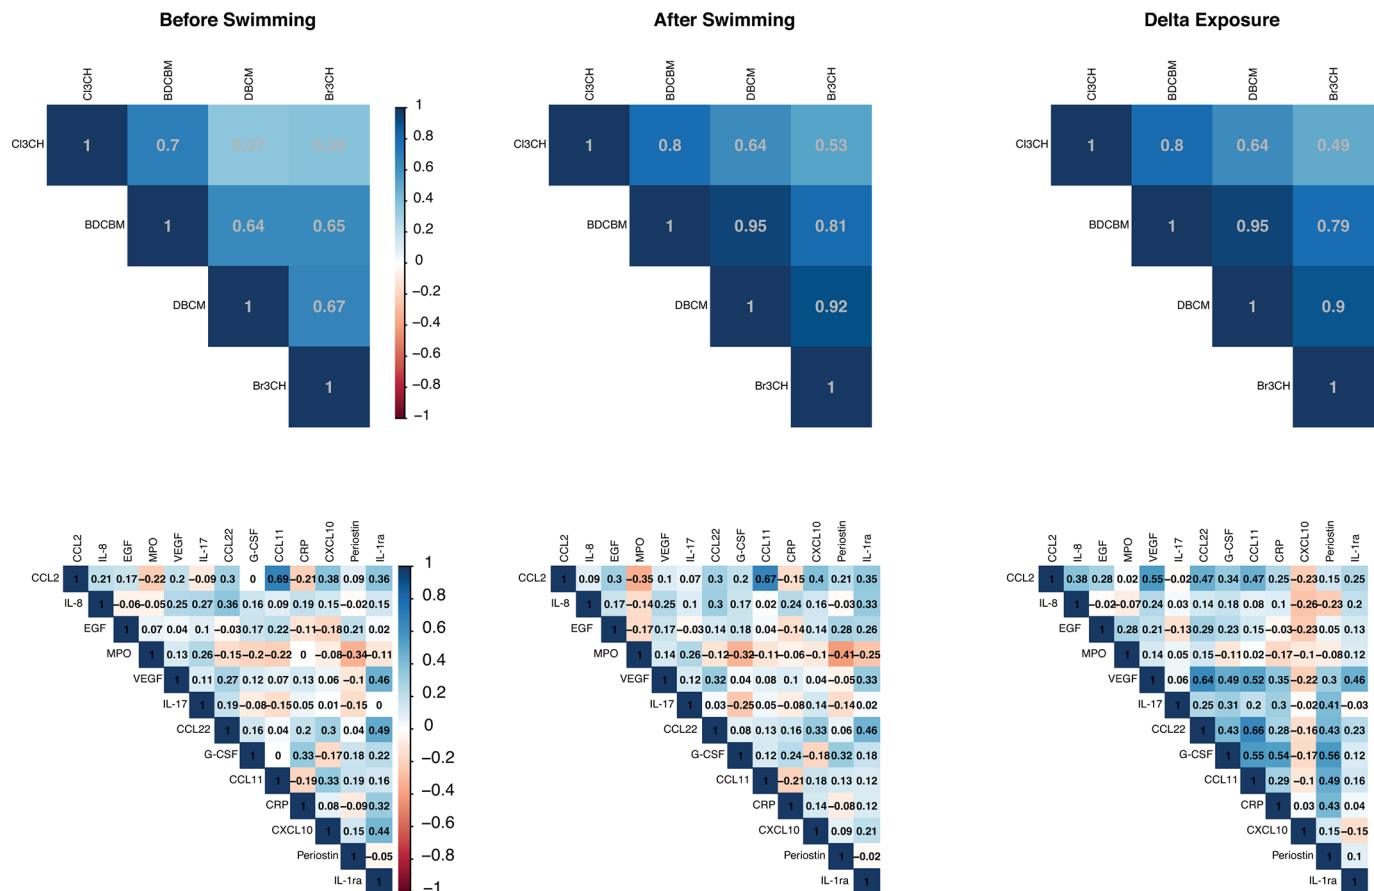 Before Swimming After Swimming Delta Exposure
Cl3CH BDCBM DBCM Br3CH
Cl3CH BDCBM DBCM Br3CH
Cl3CH BDCBM DBCM Br3CH
Cl3CH 1 0.7 0.37
BDCBM 1 0.64 0.65
DBCM 1 0.67
Br3CH 1
1
0.8
0.6
0.4
0.2
0
−0.2
−0.4
−0.6
−0.8
−1
Cl3CH 1 0.8 0.64 0.53
BDCBM 1 0.95 0.81
DBCM 1 0.92
Br3CH 1
Cl3CH 1 0.8 0.64 0.49
BDCBM 1 0.95 0.79
DBCM 1 0.9
Br3CH 1
CCL2 IL-8 EGF MPO VEGF IL-17 CCL22 G-CSF CCL11 CRP CXCL10 Periostin IL-1ra
CCL2 1 0.21 0.17 −0.22 0.2 −0.09 0.3 0 0.69 −0.21 0.38 0.09 0.36
IL-8 1 −0.06 −0.05 0.25 0.27 0.36 0.16 0.09 0.19 0.15 −0.02 0.15
EGF 1 0.07 0.04 0.1 −0.03 0.17 0.22 −0.11 −0.18 0.21 0.02
MPO 1 0.13 0.26 −0.15 −0.2 −0.22 0 −0.08 −0.34 −0.11
VEGF 1 0.11 0.27 0.12 0.07 0.13 0.06 −0.1 0.46
IL-17 1 0.19 −0.08 −0.15 0.05 0.01 −0.15 0
CCL22 1 0.16 0.04 0.2 0.3 0.04 0.49
G-CSF 1 0 0.33 −0.17 0.18 0.22
CCL11 1 −0.19 0.33 0.19 0.16
CRP 1 0.08 −0.09 0.32
CXCL10 1 0.15 0.44
Periostin 1 −0.05
IL-1ra 1
1
0.8
0.6
0.4
0.2
0
−0.2
−0.4
−0.6
−0.8
−1
CCL2 IL-8 EGF MPO VEGF IL-17 CCL22 G-CSF CCL11 CRP CXCL10 Periostin IL-1ra
CCL2 1 0.09 0.3 −0.35 0.1 0.07 0.3 0.2 0.67 −0.15 0.4 0.21 0.35
IL-8 1 0.17 −0.14 0.25 0.1 0.3 0.17 0.02 0.24 0.16 −0.03 0.33
EGF 1 −0.17 0.17 −0.03 0.14 0.18 0.04 −0.14 0.14 0.28 0.26
MPO 1 0.14 0.26 −0.12 −0.32 −0.11 −0.06 −0.1 −0.41 −0.25
VEGF 1 0.12 0.32 0.04 0.08 0.1 0.04 −0.05 0.33
IL-17 1 0.03 −0.25 0.05 −0.08 0.14 −0.14 0.02
CCL22 1 0.08 0.13 0.16 0.33 0.06 0.46
G-CSF 1 0.12 0.24 −0.18 0.32 0.18
CCL11 1 −0.21 0.18 0.13 0.12
CRP 1 0.14 −0.08 0.12
CXCL10 1 0.09 0.21
Periostin 1 −0.02
IL-1ra 1
CCL2 IL-8 EGF MPO VEGF IL-17 CCL22 G-CSF CCL11 CRP CXCL10 Periostin IL-1ra
CCL2 1 0.38 0.28 0.02 0.55 −0.02 0.47 0.34 0.47 0.25 −0.23 0.15 0.25
IL-8 1 −0.02 −0.07 0.24 0.03 0.14 0.18 0.08 0.1 −0.26 −0.23 0.2
EGF 1 0.28 0.21 −0.13 0.29 0.23 0.15 −0.03 −0.23 0.05 0.13
MPO 1 0.14 0.05 0.15 −0.11 0.02 −0.17 −0.1 −0.08 0.12
VEGF 1 0.06 0.64 0.49 0.52 0.35 −0.22 0.3 0.46
IL-17 1 0.25 0.31 0.2 0.3 −0.02 0.41 −0.03
CCL22 1 0.43 0.66 0.28 −0.16 0.43 0.23
G-CSF 1 0.55 0.54 −0.17 0.56 0.12
CCL11 1 0.29 −0.1 0.49 0.16
CRP 1 0.03 0.43 0.04
CXCL10 1 0.15 −0.15
Periostin 1 0.1
IL-1ra 1